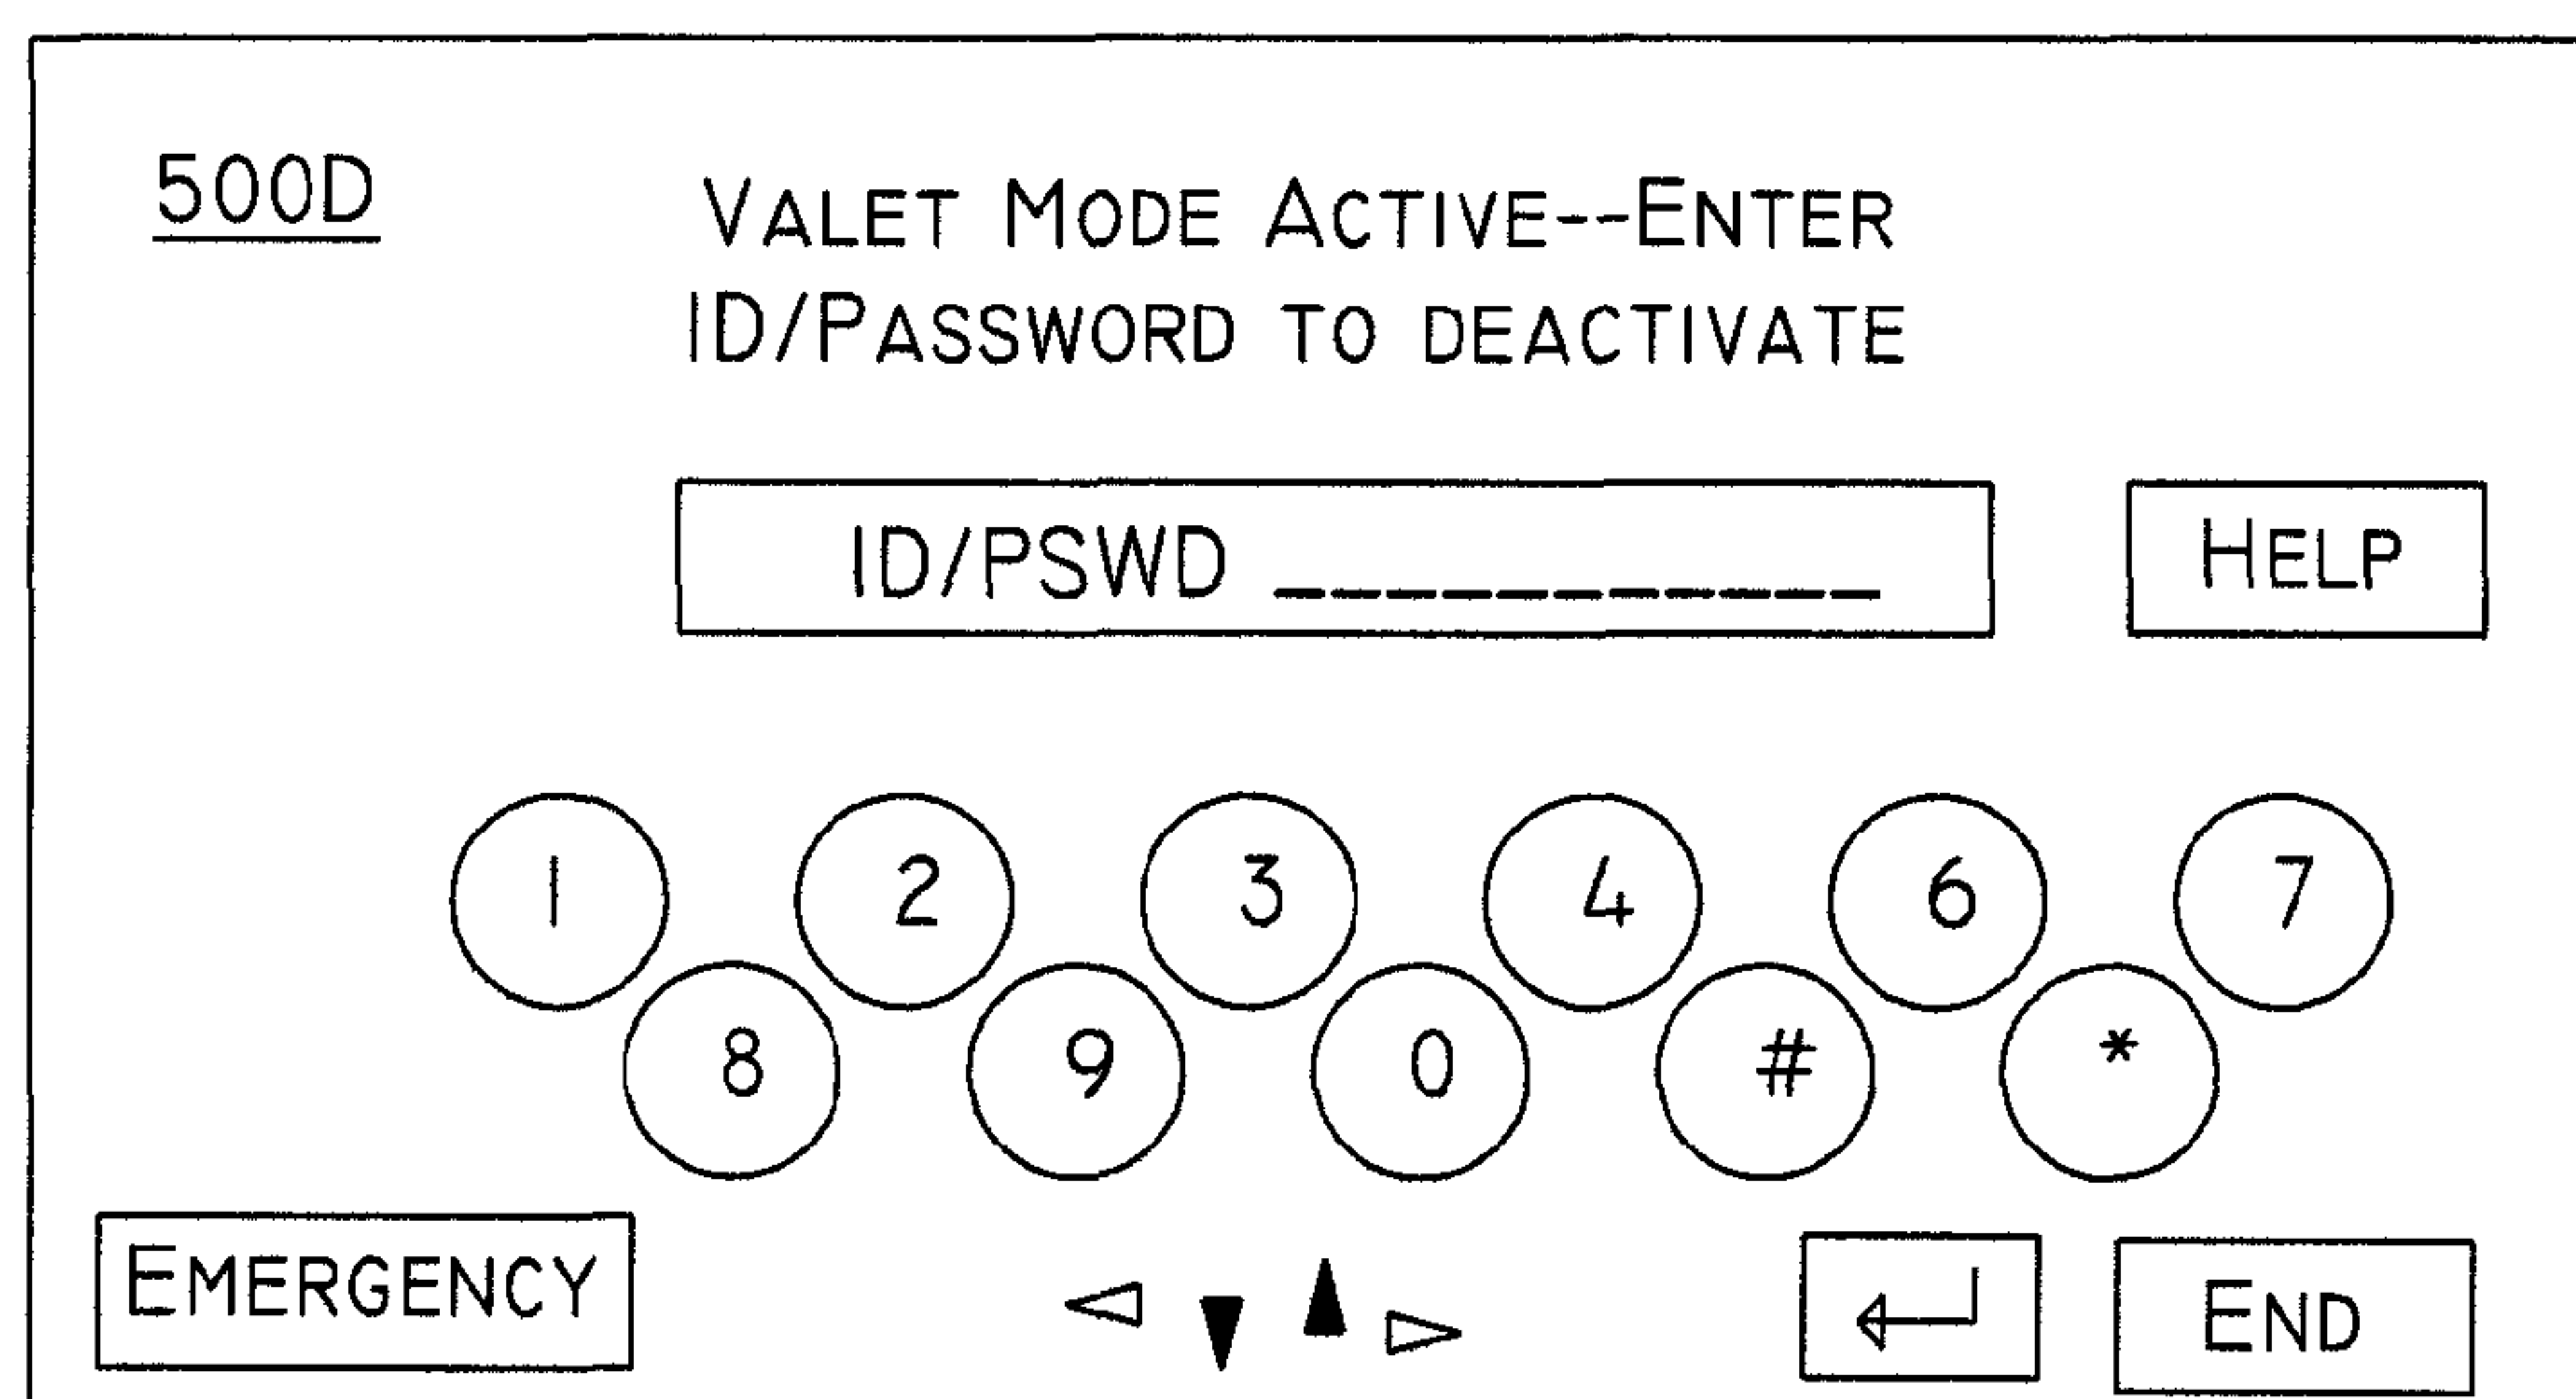 500D
VALET MODE ACTIVE--ENTER
ID/PASSWORD TO DEACTIVATE
ID/PSWD ___________
HELP
1 2 3 4 6 7
8 9 0 # *
EMERGENCY
END